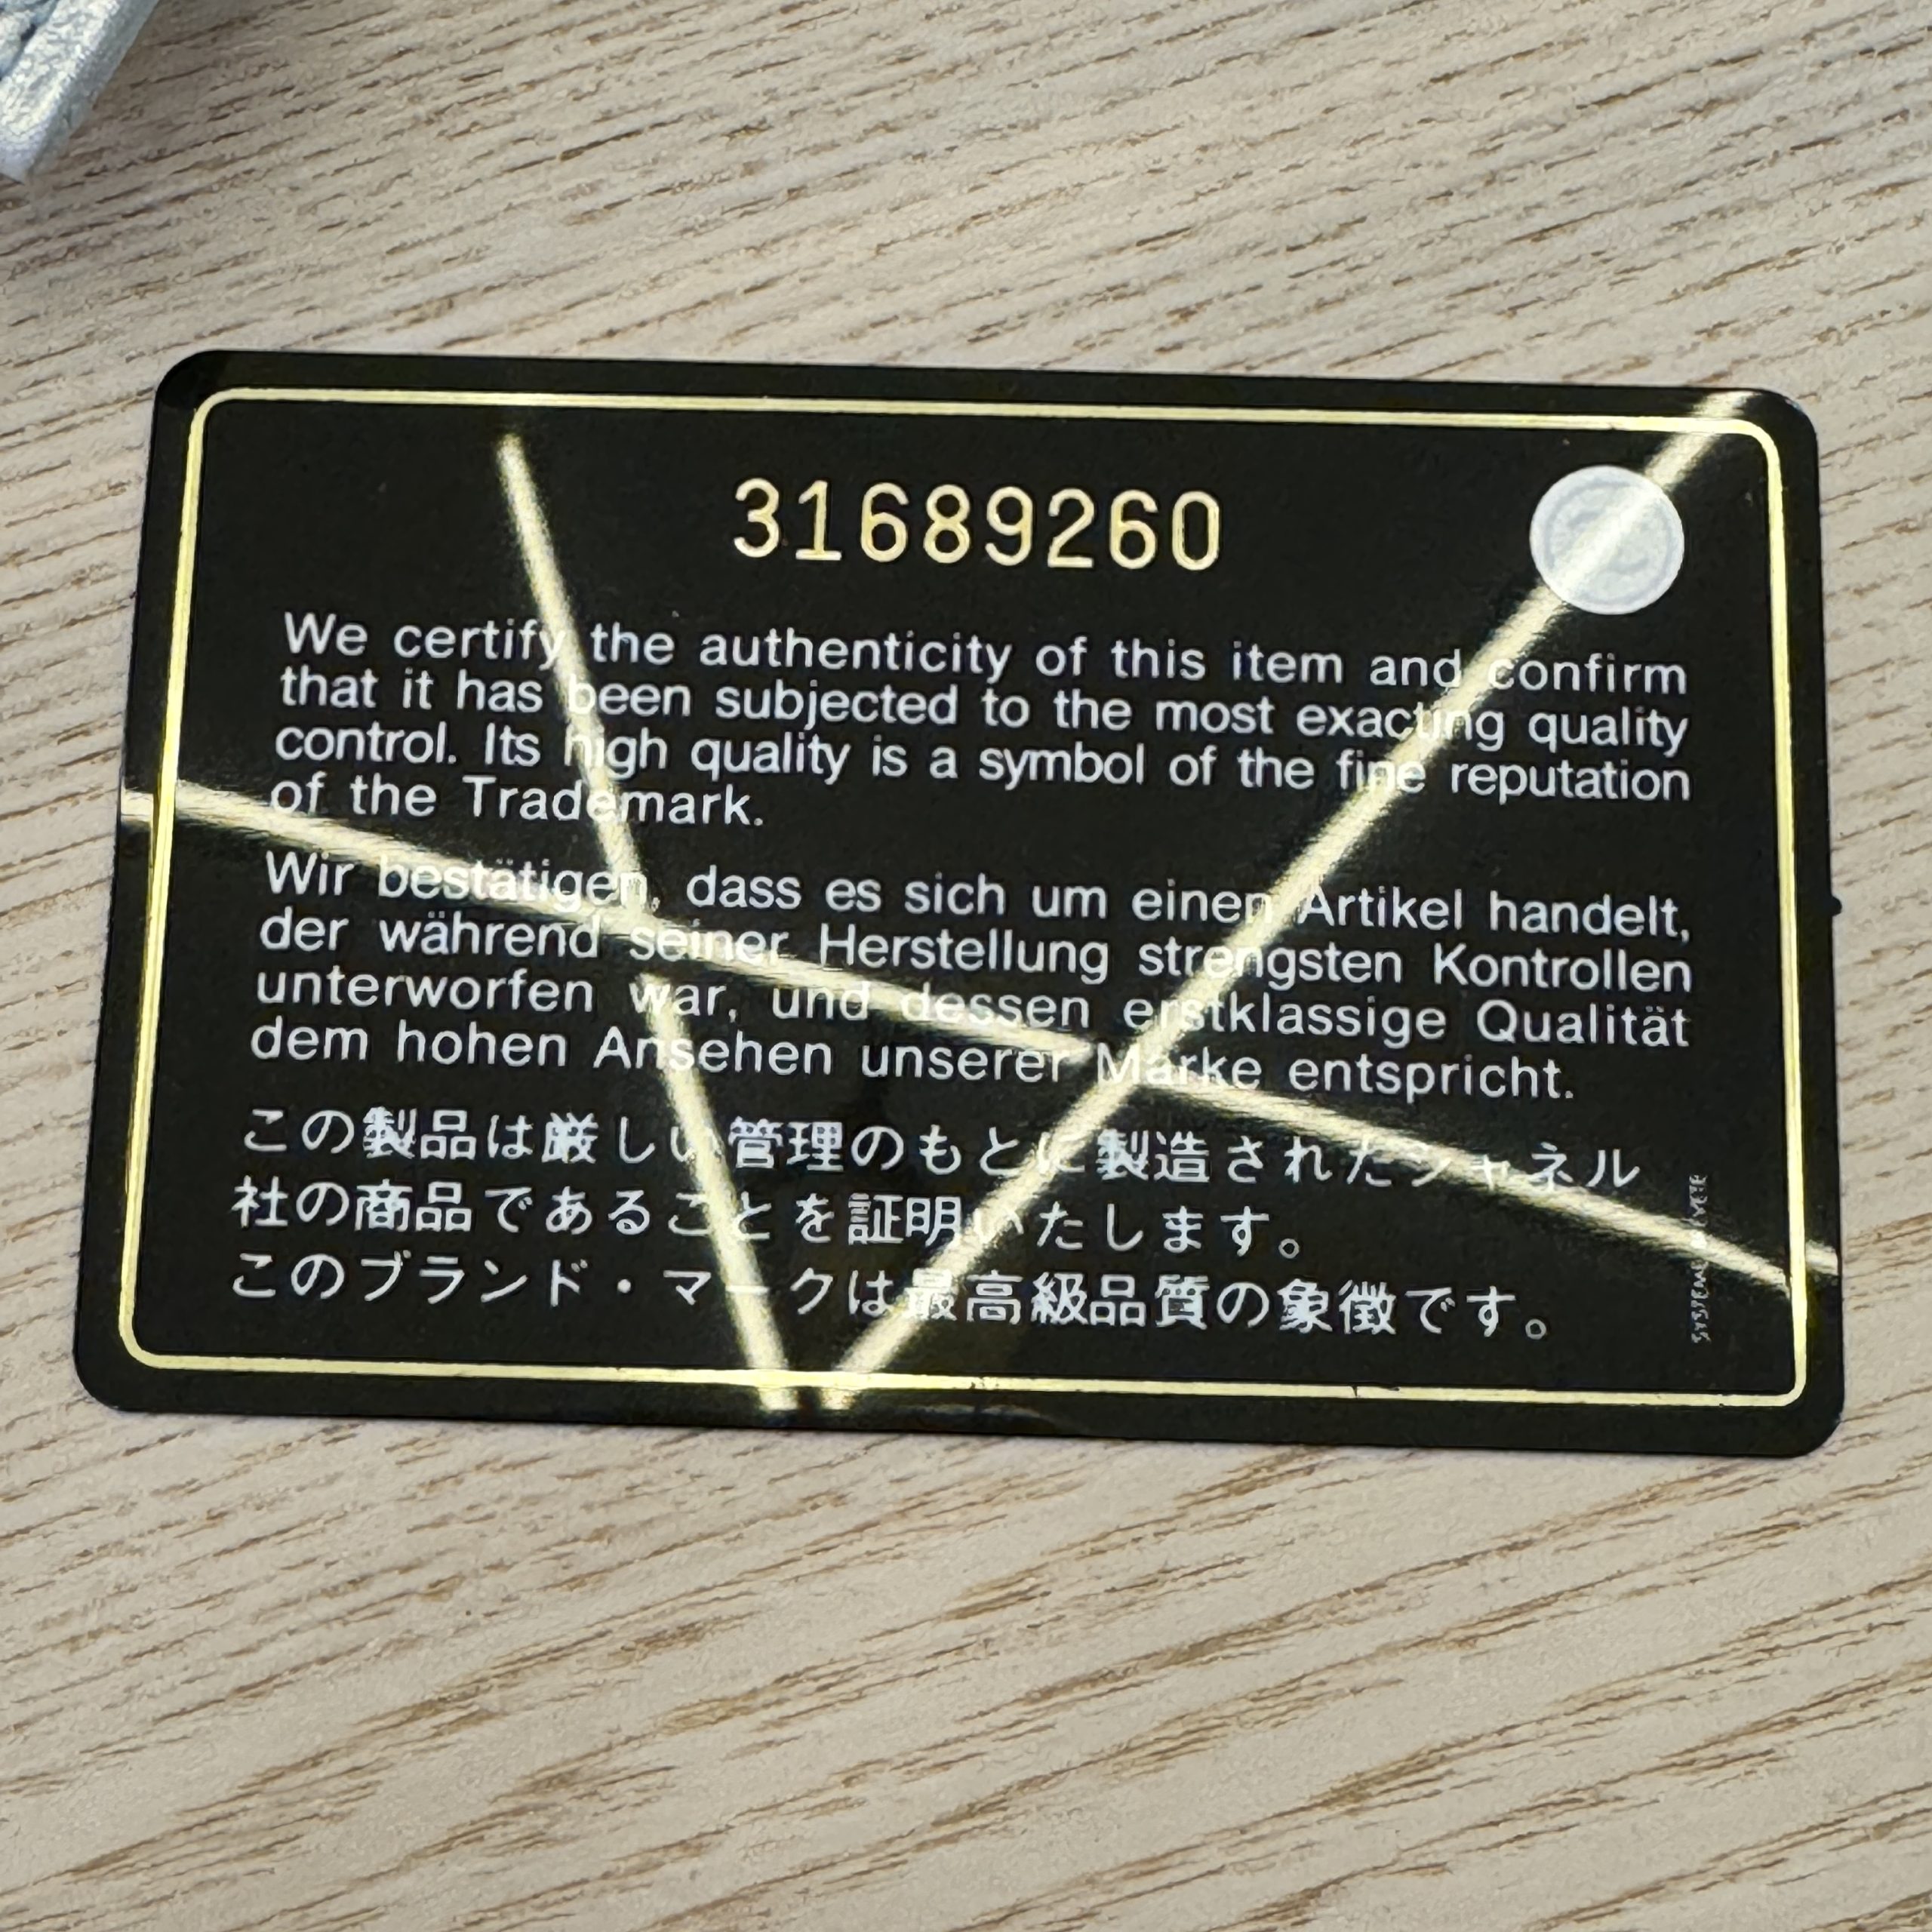 31689260
We certify the authenticity of this item and confirm
that it has been subjected to the most exacting quality
control. Its high quality is a symbol of the fine reputation
of the Trademark.
Wir bestätigen, dass es sich um einen Artikel handelt,
der während seiner Herstellung strengsten Kontrollen
unterworfen war, und dessen erstklassige Qualität
dem hohen Ansehen unserer Marke entspricht.
この製品は厳しい管理のもとに製造されたシャネル
社の商品であることを証明いたします。
このブランド・マークは最高級品質の象徴です。